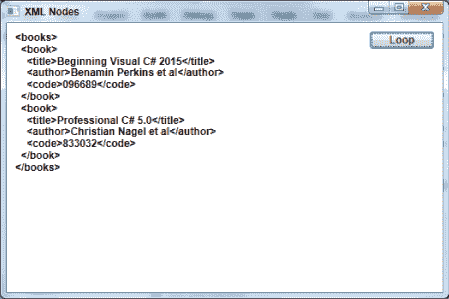 XML Nodes
Loop
<books>
<book>
<title>Beginning Visual C# 2015</title>
<author>Benamin Perkins et al</author>
<code>096689</code>
</book>
<book>
<title>Professional C# 5.0</title>
<author>Christian Nagel et al</author>
<code>833032</code>
</book>
</books>